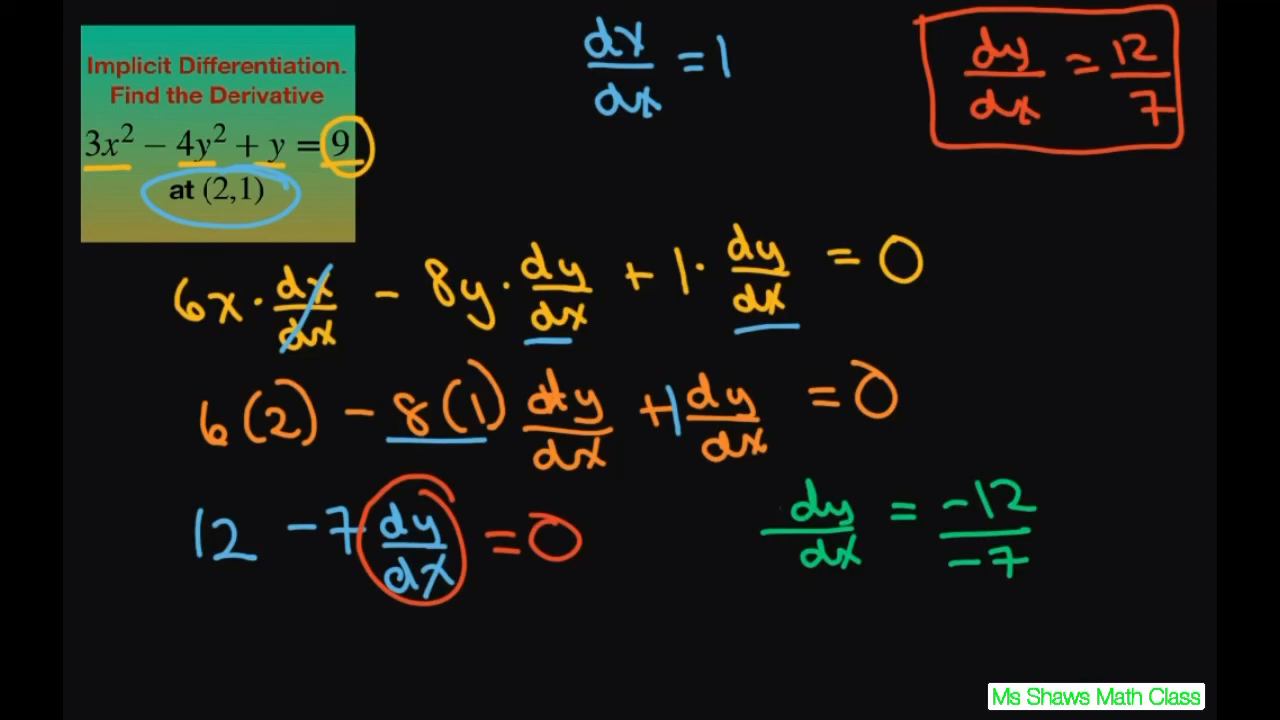 Implicit Differentiation.
Find the Derivative
3x² − 4y² + y = 9
at (2,1)
dx/dx = 1
dy/dx = 12/7
6x · dx/dx − 8y · dy/dx + 1 · dy/dx = 0
6(2) − 8(1) dy/dx + 1 dy/dx = 0
12 − 7 dy/dx = 0
dy/dx = −12/−7
Ms Shaws Math Class